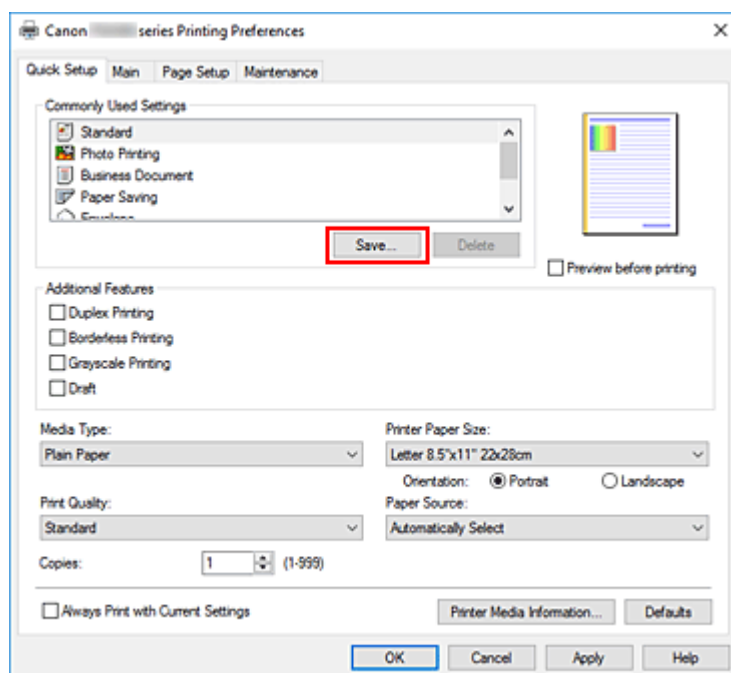 Canon series Printing Preferences
Quick Setup Main Page Setup Maintenance
Commonly Used Settings
Standard
Photo Printing
Business Document
Paper Saving
Envelope
Save... Delete
Preview before printing
Additional Features
Duplex Printing
Borderless Printing
Grayscale Printing
Draft
Media Type: Printer Paper Size:
Plain Paper Letter 8.5"x11" 22x28cm
Orientation: Portrait Landscape
Print Quality: Paper Source:
Standard Automatically Select
Copies: 1 (1-999)
Always Print with Current Settings Printer Media Information... Defaults
OK Cancel Apply Help